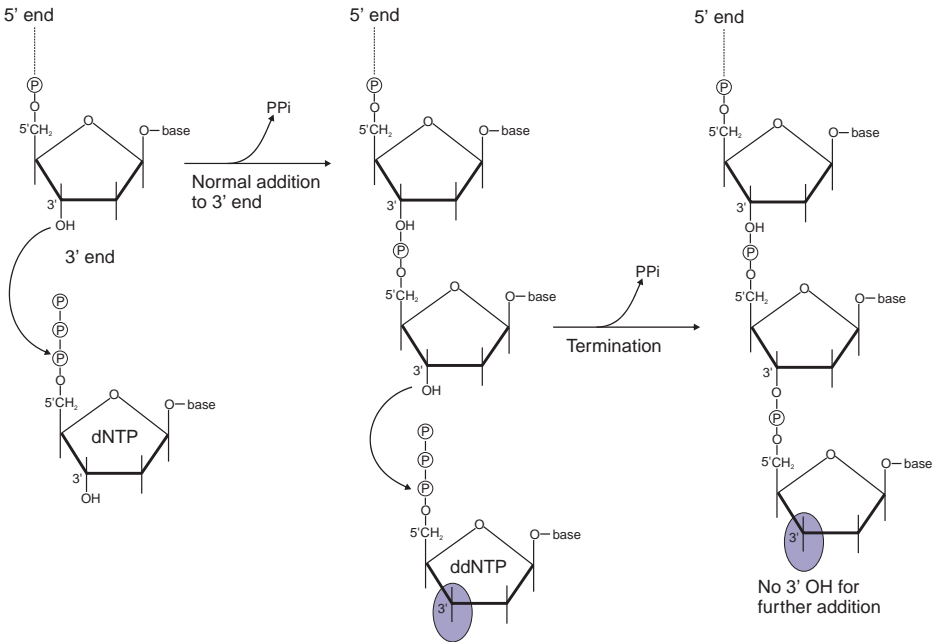 5' end
P
O
5'CH2
O
O–base
3'
OH
3' end
P
P
P
O
5'CH2
O
O–base
dNTP
3'
OH
PPi
Normal addition
to 3' end
5' end
P
O
5'CH2
O
O–base
3'
OH
P
O
5'CH2
O
O–base
3'
OH
P
P
P
O
5'CH2
O
O–base
ddNTP
3'
PPi
Termination
5' end
P
O
5'CH2
O
O–base
3'
OH
P
O
5'CH2
O
O–base
3'
O
P
O
5'CH2
O
O–base
3'
No 3' OH for
further addition